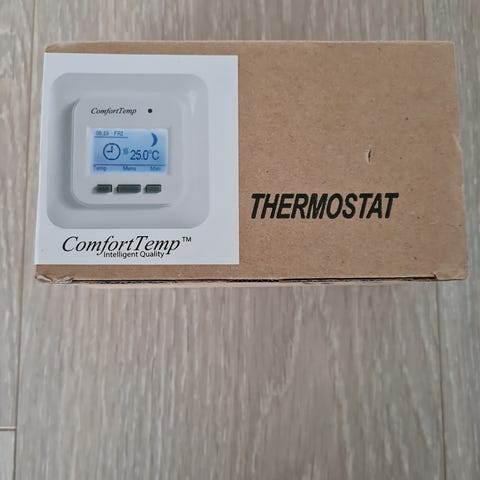 ComfortTemp
09:19 FRI
25.0°C
Temp Menu Man
ComfortTemp™
Intelligent Quality
THERMOSTAT